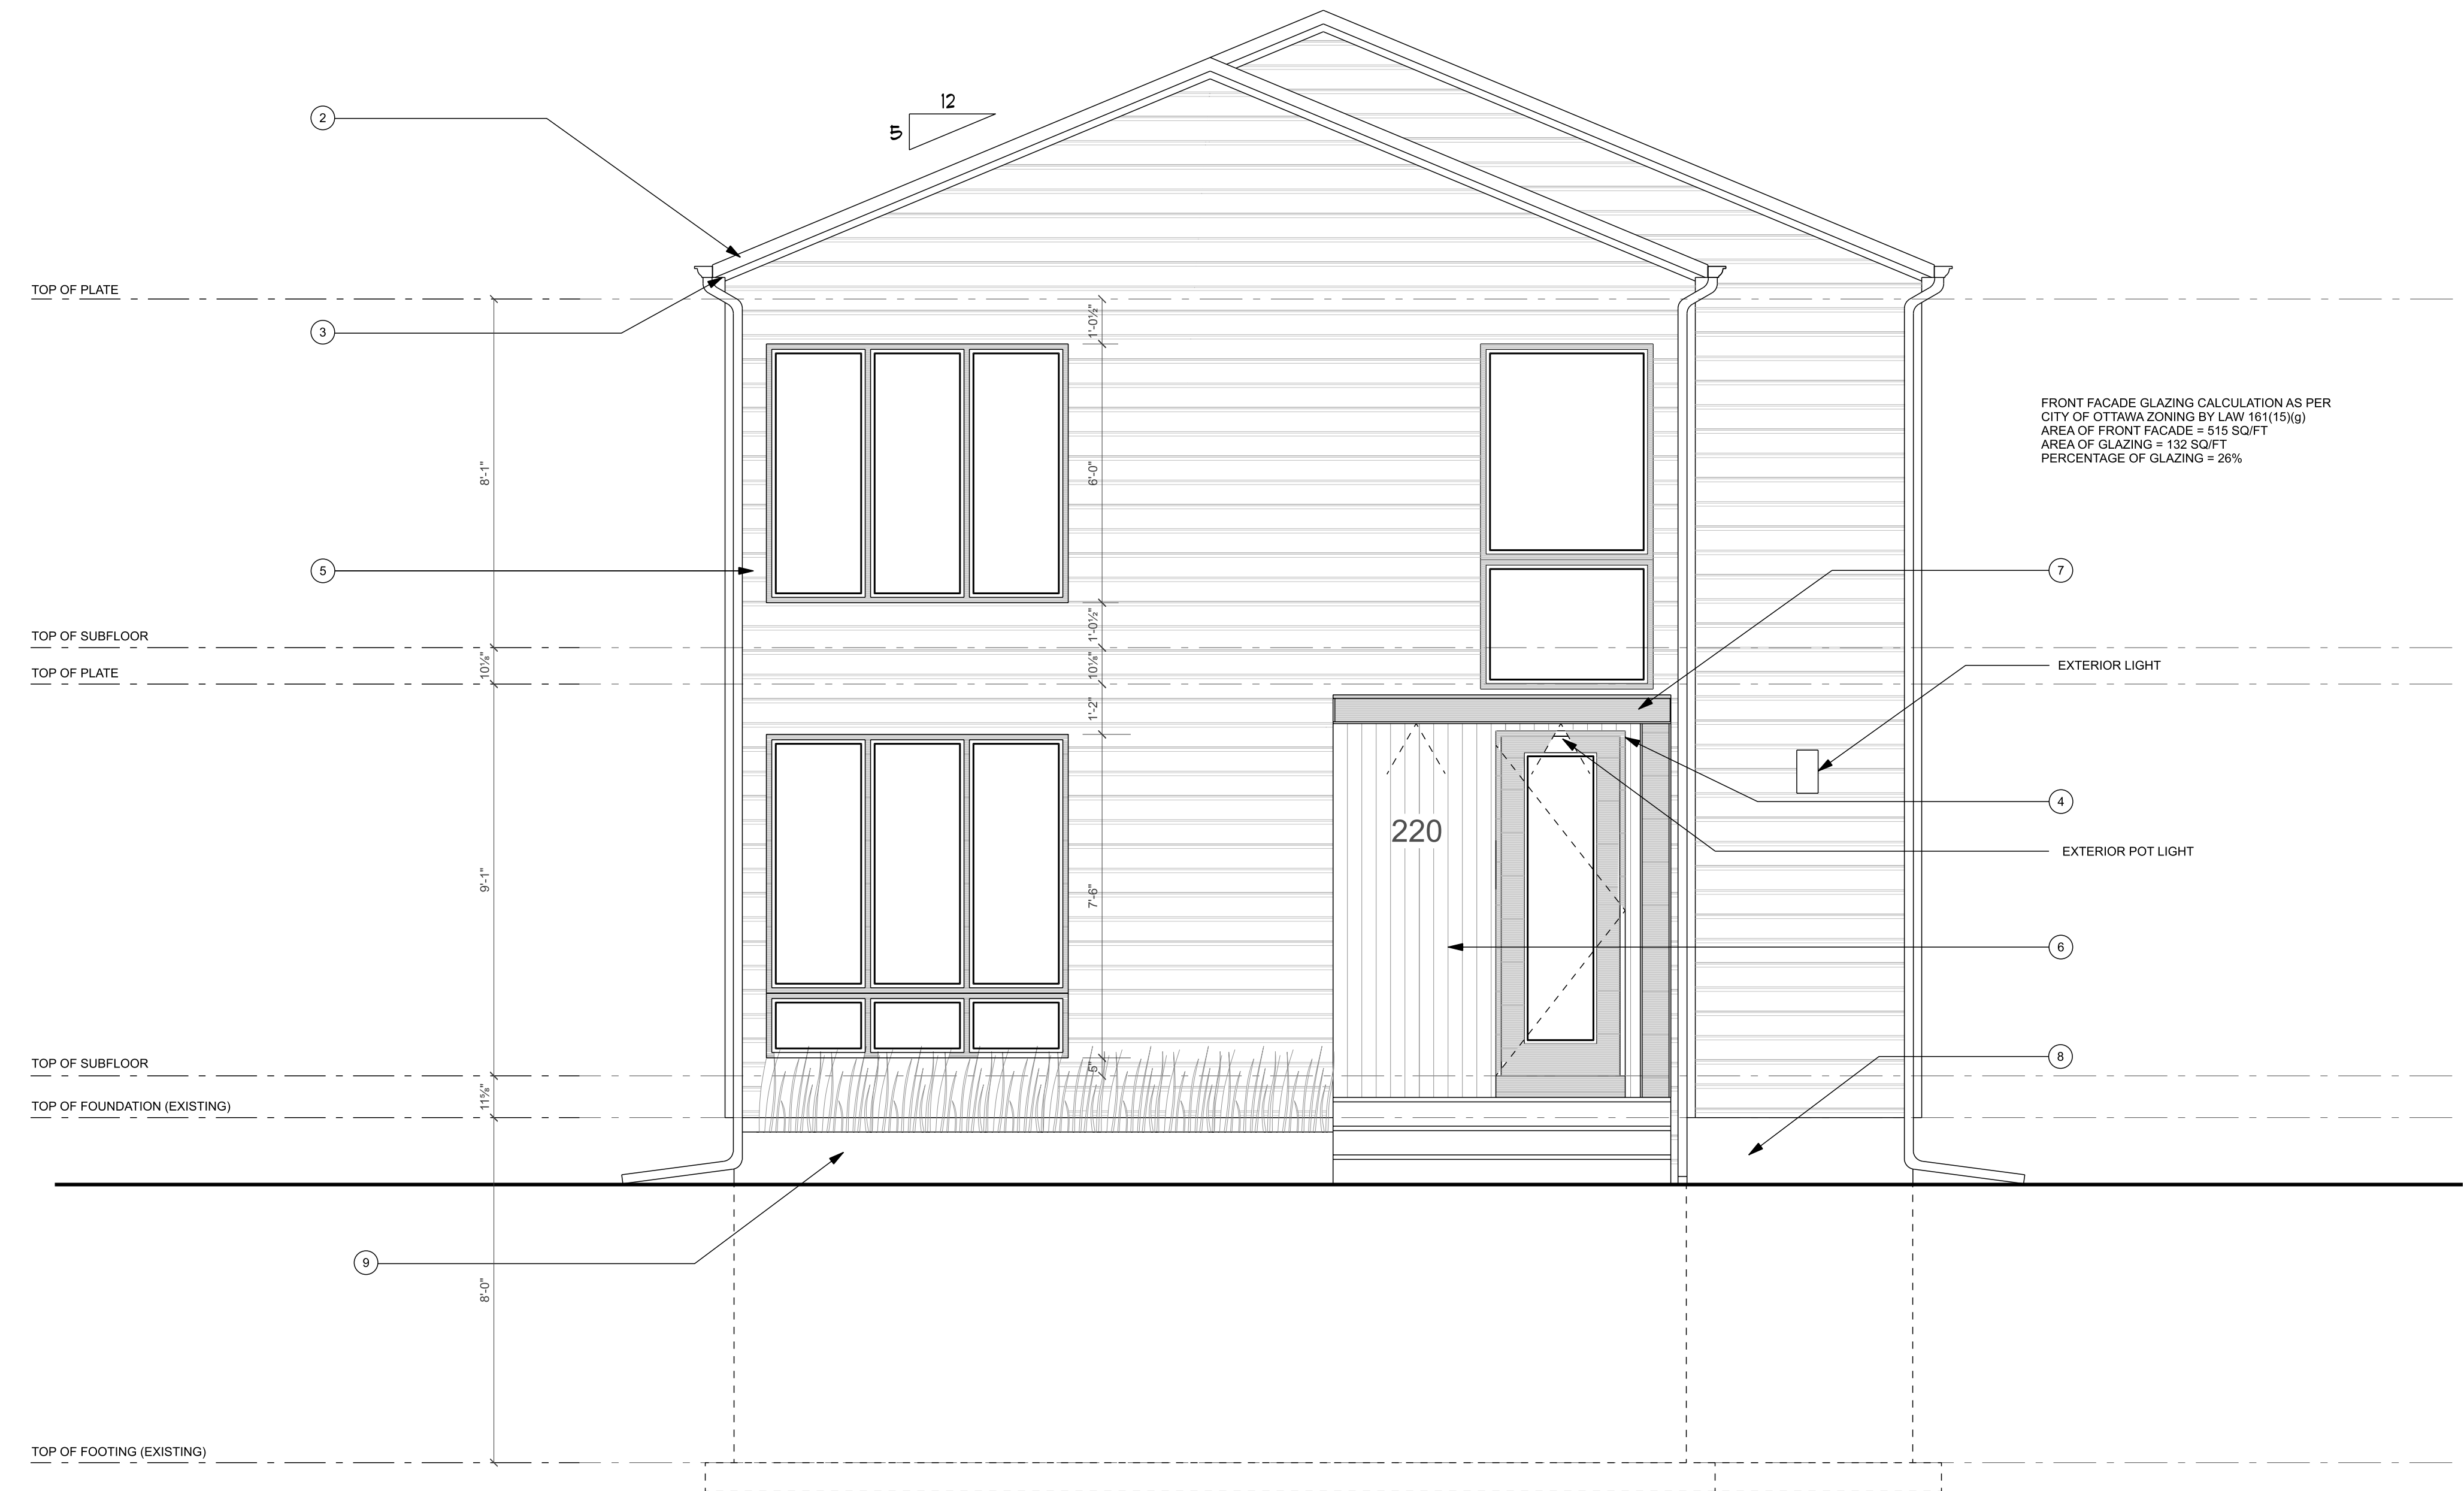 12
5
2
TOP OF PLATE
3
1'-0½"
FRONT FACADE GLAZING CALCULATION AS PER
CITY OF OTTAWA ZONING BY LAW 161(15)(g)
AREA OF FRONT FACADE = 515 SQ/FT
AREA OF GLAZING = 132 SQ/FT
PERCENTAGE OF GLAZING = 26%
8'-1"
6'-0"
5
7
1'-0½"
TOP OF SUBFLOOR
10⅛"
10⅛"
TOP OF PLATE
EXTERIOR LIGHT
1'-2"
4
220
EXTERIOR POT LIGHT
9'-1"
7'-6"
6
8
TOP OF SUBFLOOR
5"
11⅝"
TOP OF FOUNDATION (EXISTING)
9
8'-0"
TOP OF FOOTING (EXISTING)